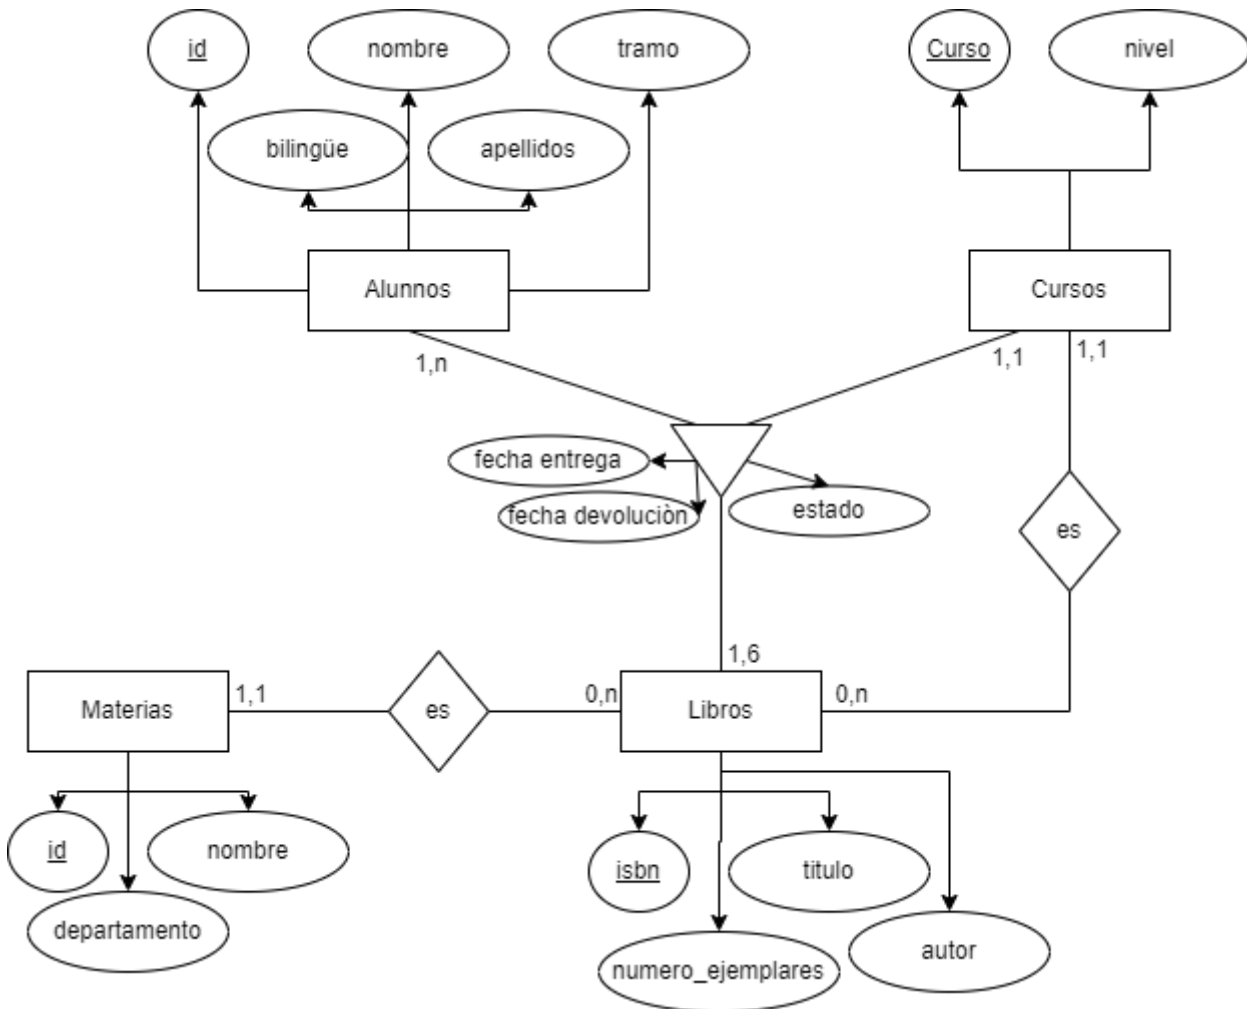 id
nombre
tramo
Curso
nivel
bilingüe
apellidos
Alunnos
Cursos
1,n
1,1
1,1
fecha entrega
fecha devoluciòn
estado
es
1,6
Materias
1,1
es
0,n
Libros
0,n
id
nombre
isbn
titulo
departamento
numero_ejemplares
autor